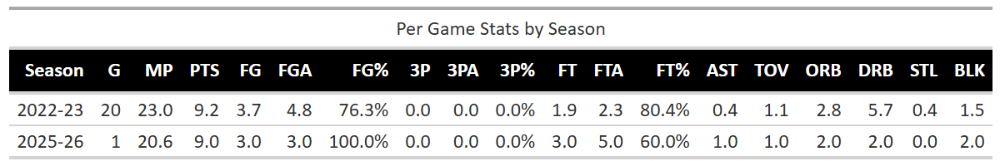 Per Game Stats by Season
Season G MP PTS FG FGA FG% 3P 3PA 3P% FT FTA FT% AST TOV ORB DRB STL BLK
2022-23 20 23.0 9.2 3.7 4.8 76.3% 0.0 0.0 0.0% 1.9 2.3 80.4% 0.4 1.1 2.8 5.7 0.4 1.5
2025-26 1 20.6 9.0 3.0 3.0 100.0% 0.0 0.0 0.0% 3.0 5.0 60.0% 1.0 1.0 2.0 2.0 0.0 2.0